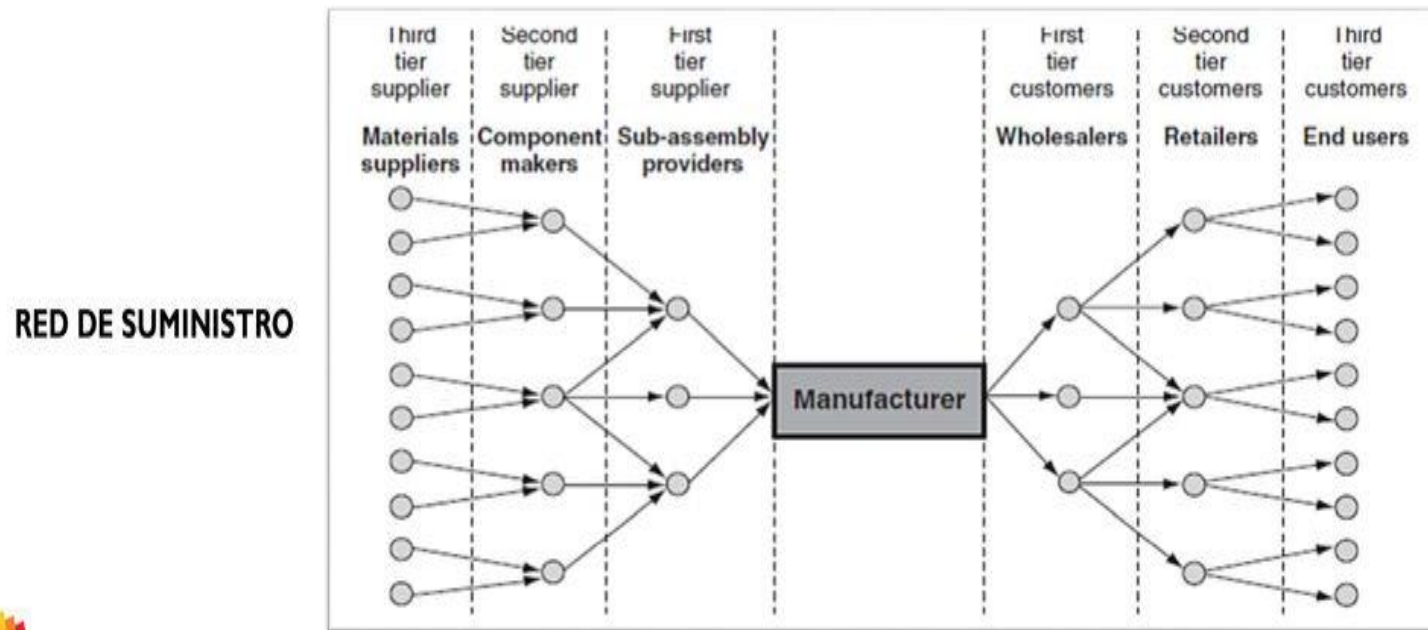 RED DE SUMINISTRO
Third
tier
supplier
Materials
suppliers
Second
tier
supplier
Component
makers
First
tier
supplier
Sub-assembly
providers
Manufacturer
First
tier
customers
Wholesalers
Second
tier
customers
Retailers
Third
tier
customers
End users